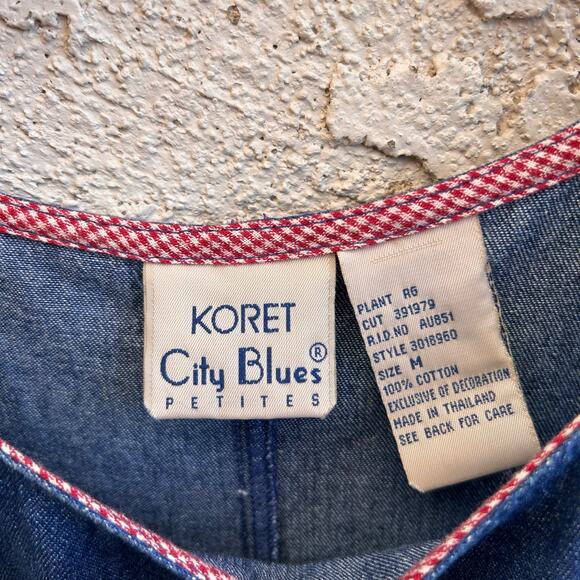 KORET
City Blues®
PETITES
PLANT RG
CUT 391979
R.I.D.NO AU851
STYLE 3018960
SIZE M
100% COTTON
EXCLUSIVE OF DECORATION
MADE IN THAILAND
SEE BACK FOR CARE